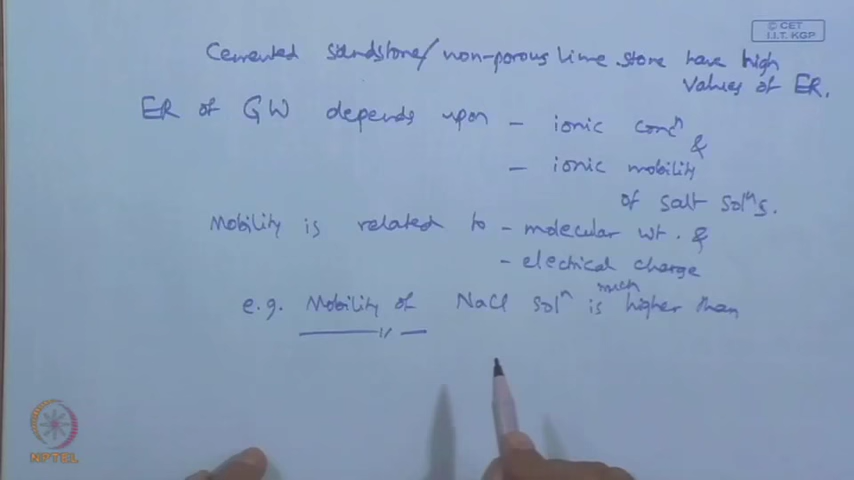 © CET
I.I.T. KGP
Cemented sandstone/non-porous lime stone have high
values of ER.
ER of GW depends upon - ionic concⁿ
&
- ionic mobility
of salt solⁿs.
Mobility is related to - molecular wt. &
- electrical charge
e.g. Mobility of NaCl solⁿ is much higher than
—〃—
NPTEL